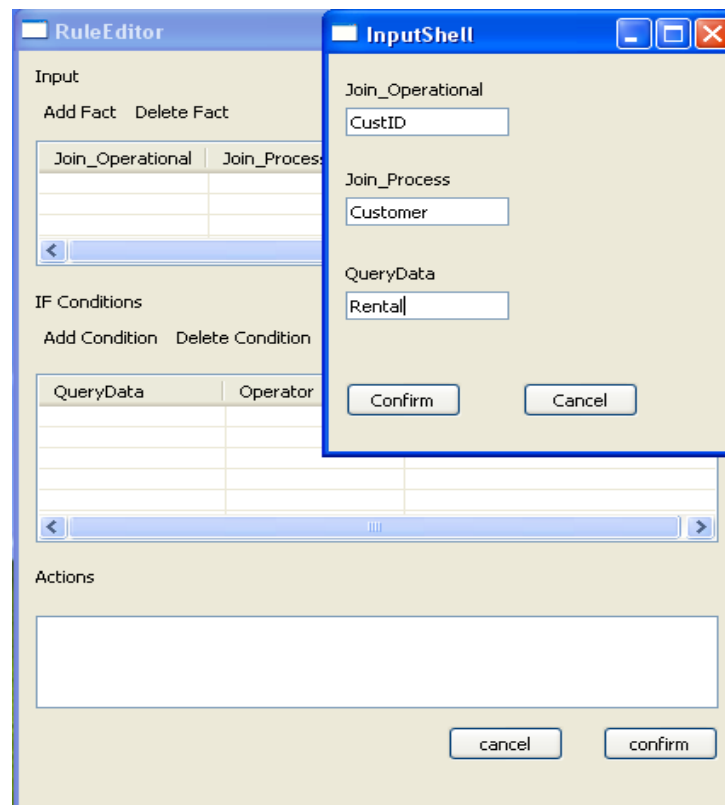 RuleEditor
Input
Add Fact Delete Fact
Join_Operational Join_Process
IF Conditions
Add Condition Delete Condition
QueryData Operator
Actions
cancel confirm
InputShell
Join_Operational
CustID
Join_Process
Customer
QueryData
Rental
Confirm Cancel